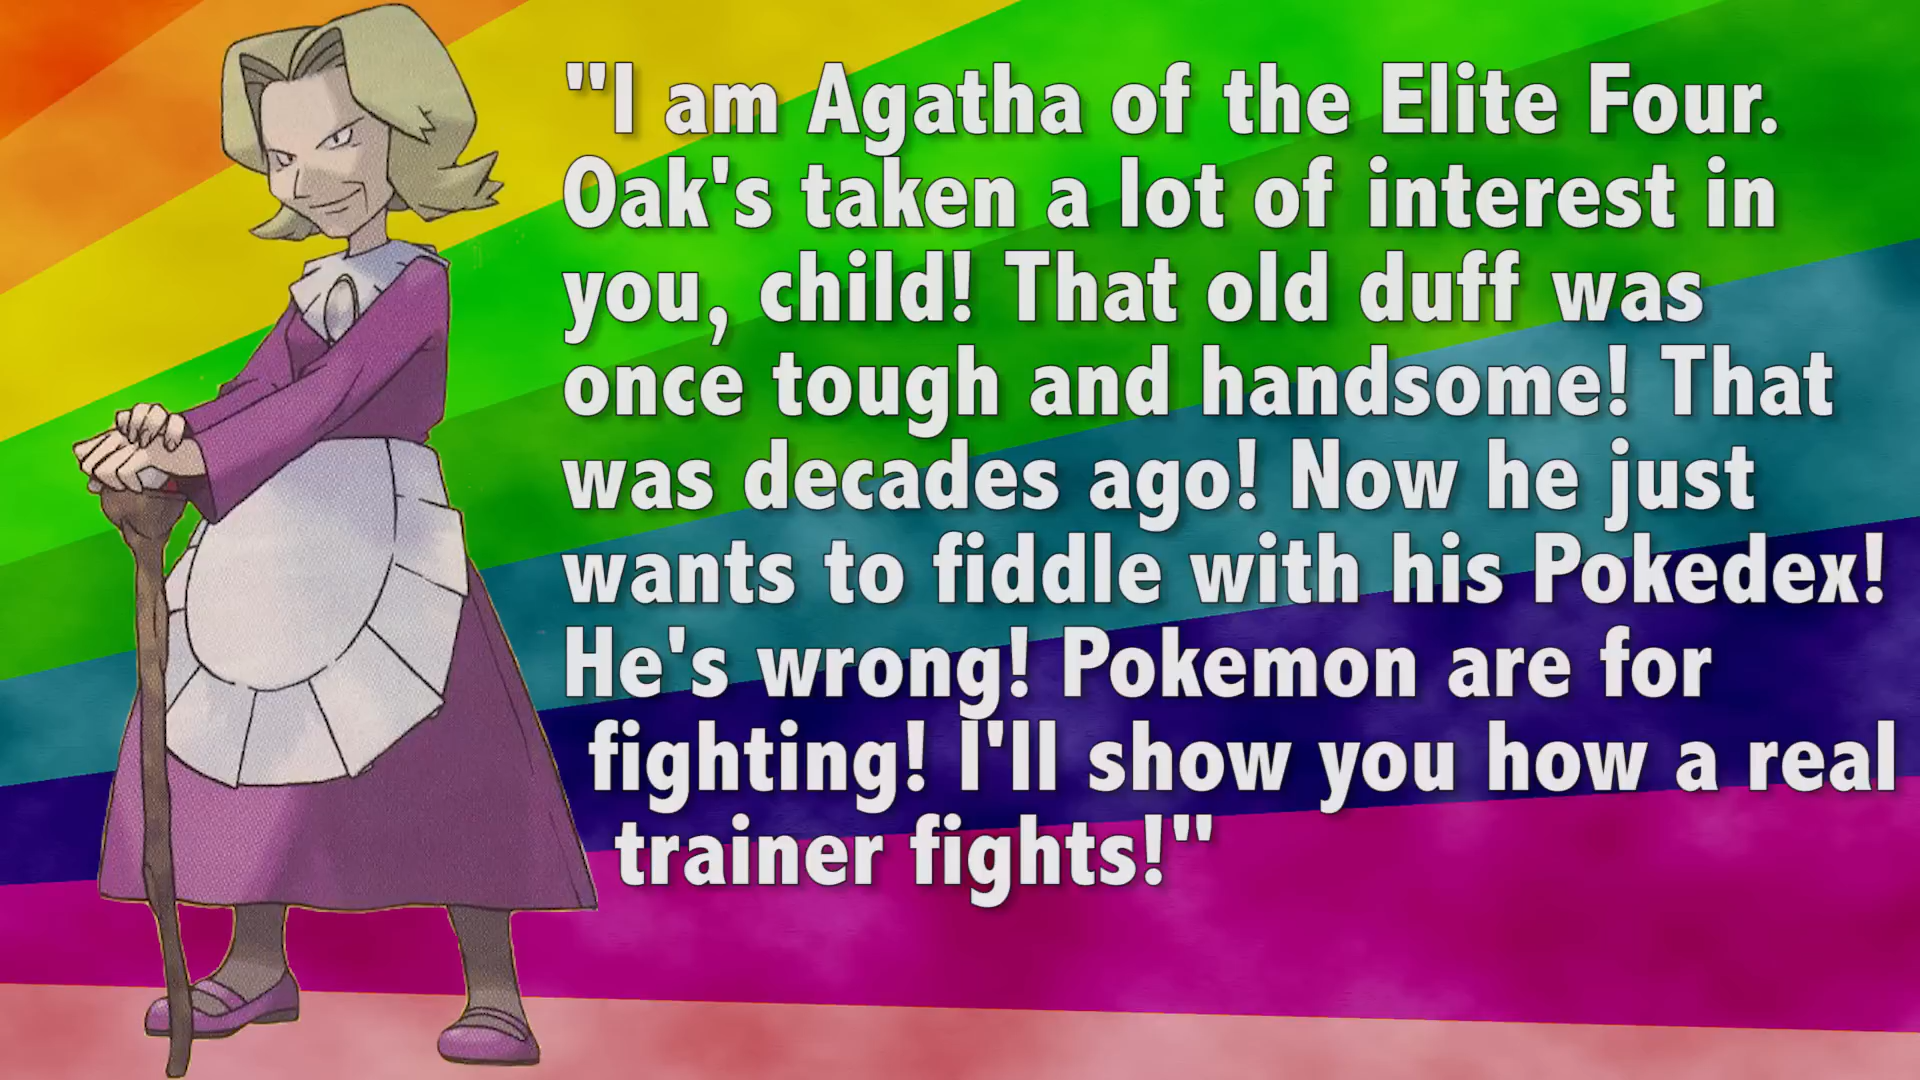 "I am Agatha of the Elite Four.
Oak's taken a lot of interest in
you, child! That old duff was
once tough and handsome! That
was decades ago! Now he just
wants to fiddle with his Pokedex!
He's wrong! Pokemon are for
fighting! I'll show you how a real
trainer fights!"